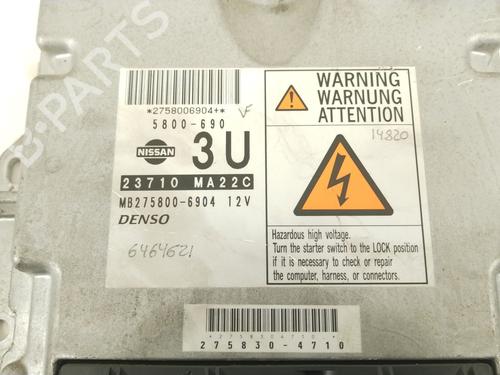 *2758006904+*
VF
5800-690
NISSAN
3U
23710 MA22C
MB275800-6904 12V
DENSO
6464621
WARNING
WARNUNG
ATTENTION
14820
Hazardous high voltage.
Turn the starter switch to the LOCK position
if it is necessary to check or repair
the computer, harness, or connectors.
275830-4710
B-Parts